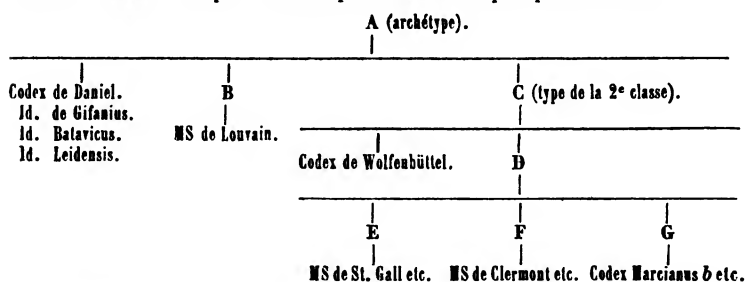 A (archétype).
Codex de Daniel. B C (type de la 2e classe).
Id. de Gifanius.
Id. Batavicus. MS de Louvain.
Id. Leidensis.
Codex de Wolfenbüttel. D
E F G
MS de St. Gall etc. MS de Clermont etc. Codex Marcianus b etc.